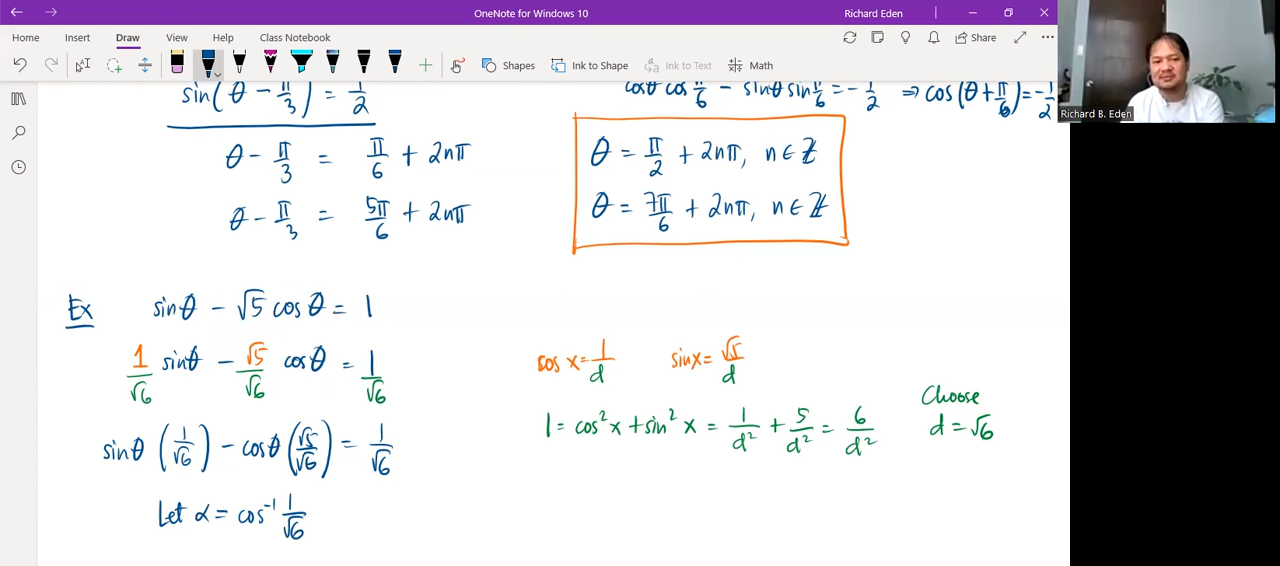 OneNote for Windows 10
Richard Eden
Home Insert Draw View Help Class Notebook
Share
Shapes Ink to Shape Ink to Text Math
Richard B. Eden
sin(θ - π/3) = 1/2
cosθ cos π/6 - sinθ sin π/6 = -1/2 ⇒ cos(θ + π/6) = -1/2
θ - π/3 = π/6 + 2nπ
θ - π/3 = 5π/6 + 2nπ
θ = π/2 + 2nπ, n ∈ ℤ
θ = 7π/6 + 2nπ, n ∈ ℤ
Ex sinθ - √5 cosθ = 1
1/√6 sinθ - √5/√6 cosθ = 1/√6
sinθ (1/√6) - cosθ (√5/√6) = 1/√6
Let α = cos⁻¹ 1/√6
cos x = 1/d sin x = √5/d
1 = cos² x + sin² x = 1/d² + 5/d² = 6/d²
Choose
d = √6